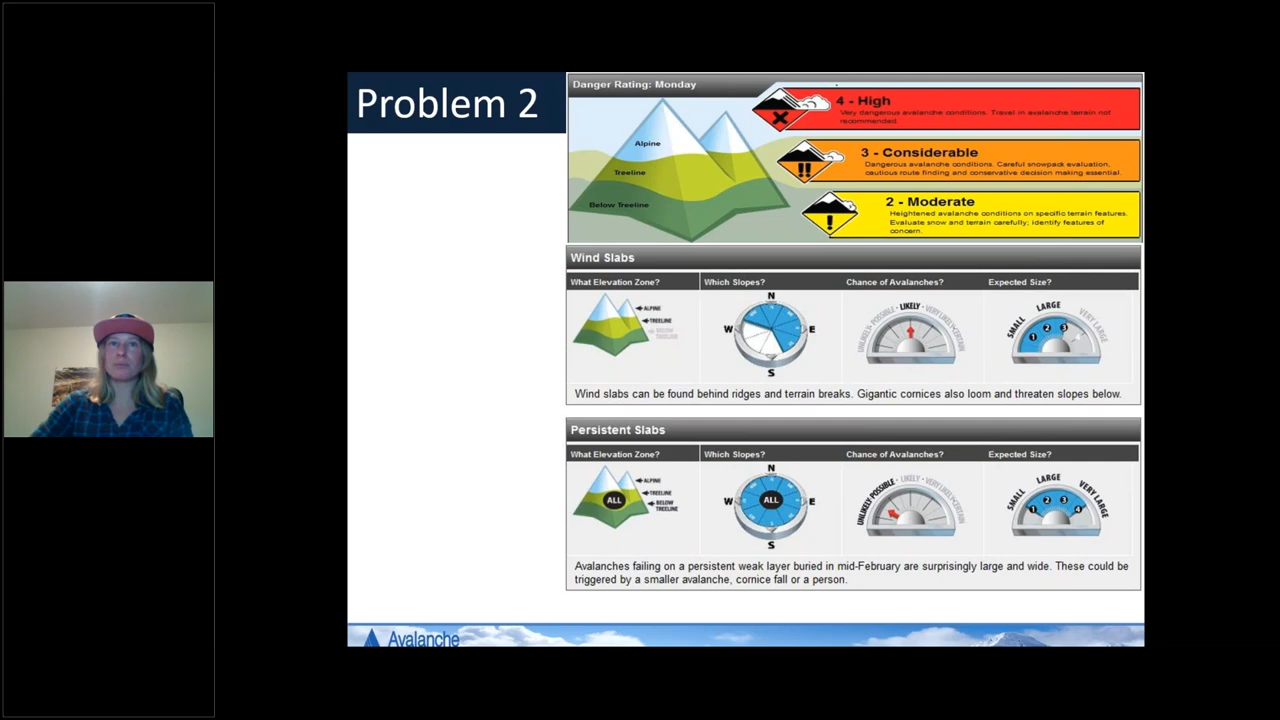 Problem 2
Danger Rating: Monday
Alpine
Treeline
Below Treeline
4 - High
Very dangerous avalanche conditions. Travel in avalanche terrain not
recommended.
3 - Considerable
Dangerous avalanche conditions. Careful snowpack evaluation,
cautious route finding and conservative decision making essential.
2 - Moderate
Heightened avalanche conditions on specific terrain features.
Evaluate snow and terrain carefully; identify features of
concern.
Wind Slabs
What Elevation Zone? Which Slopes? Chance of Avalanches? Expected Size?
ALPINE
TREELINE
BELOW
TREELINE
N
W E
S
UNLIKELY · POSSIBLE · LIKELY · VERY LIKELY · CERTAIN
SMALL LARGE VERY LARGE
1 2 3
Wind slabs can be found behind ridges and terrain breaks. Gigantic cornices also loom and threaten slopes below.
Persistent Slabs
What Elevation Zone? Which Slopes? Chance of Avalanches? Expected Size?
ALL
ALPINE
TREELINE
BELOW
TREELINE
N
W ALL E
S
UNLIKELY · POSSIBLE · LIKELY · VERY LIKELY · CERTAIN
SMALL LARGE VERY LARGE
1 2 3 4
Avalanches failing on a persistent weak layer buried in mid-February are surprisingly large and wide. These could be
triggered by a smaller avalanche, cornice fall or a person.
Avalanche